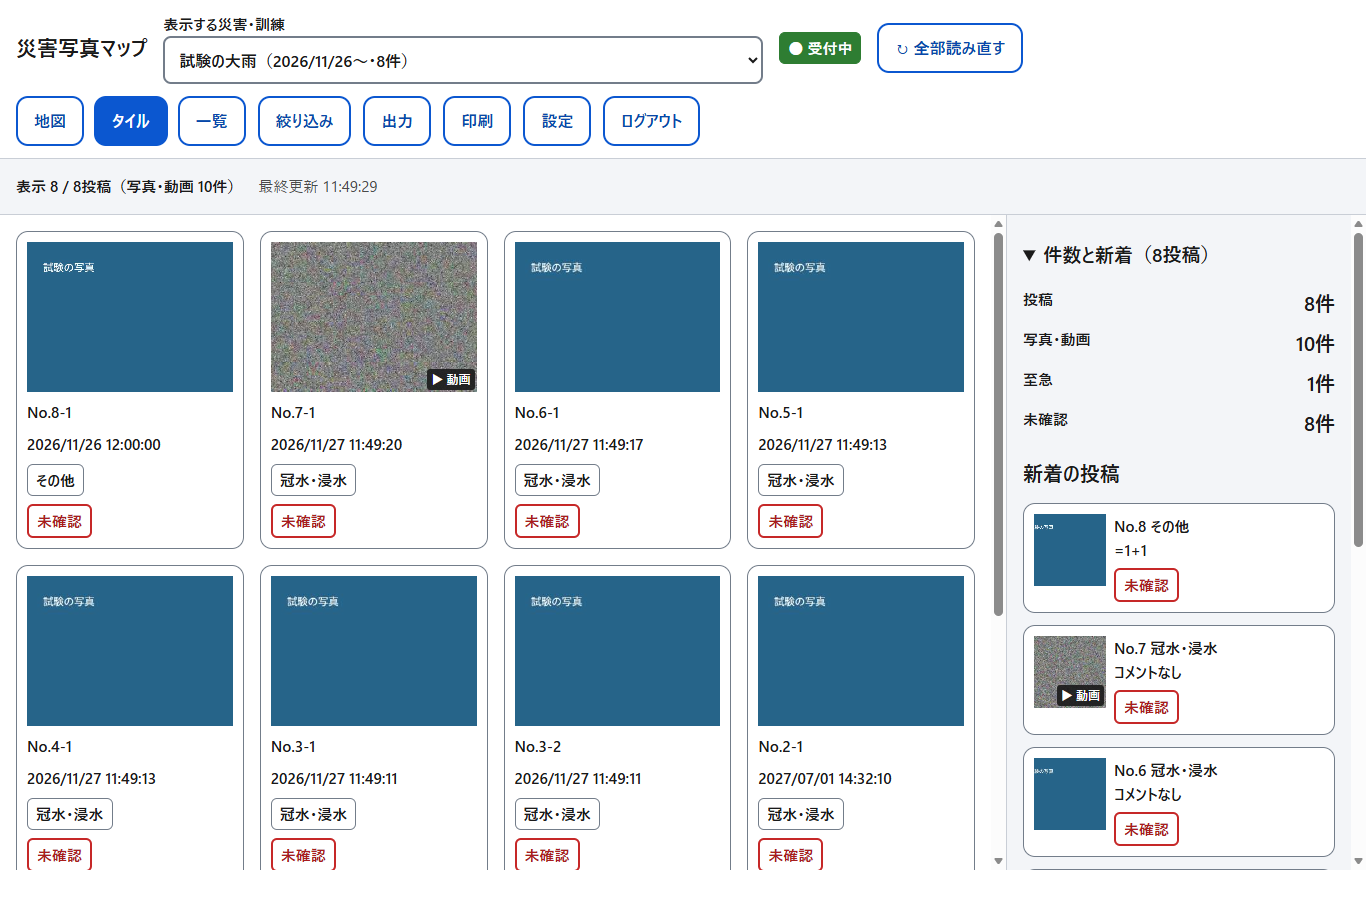 災害写真マップ
表示する災害・訓練
試験の大雨（2026/11/26～・8件）
● 受付中
↻ 全部読み直す
地図
タイル
一覧
絞り込み
出力
印刷
設定
ログアウト
表示 8 / 8投稿（写真・動画 10件）
最終更新 11:49:29
試験の写真
No.8-1
2026/11/26 12:00:00
その他
未確認
▶ 動画
No.7-1
2026/11/27 11:49:20
冠水・浸水
未確認
試験の写真
No.6-1
2026/11/27 11:49:17
冠水・浸水
未確認
試験の写真
No.5-1
2026/11/27 11:49:13
冠水・浸水
未確認
試験の写真
No.4-1
2026/11/27 11:49:13
冠水・浸水
未確認
試験の写真
No.3-1
2026/11/27 11:49:11
冠水・浸水
未確認
試験の写真
No.3-2
2026/11/27 11:49:11
冠水・浸水
未確認
試験の写真
No.2-1
2027/07/01 14:32:10
冠水・浸水
未確認
▼ 件数と新着（8投稿）
投稿
8件
写真・動画
10件
至急
1件
未確認
8件
新着の投稿
No.8 その他
=1+1
未確認
▶ 動画
No.7 冠水・浸水
コメントなし
未確認
No.6 冠水・浸水
コメントなし
未確認